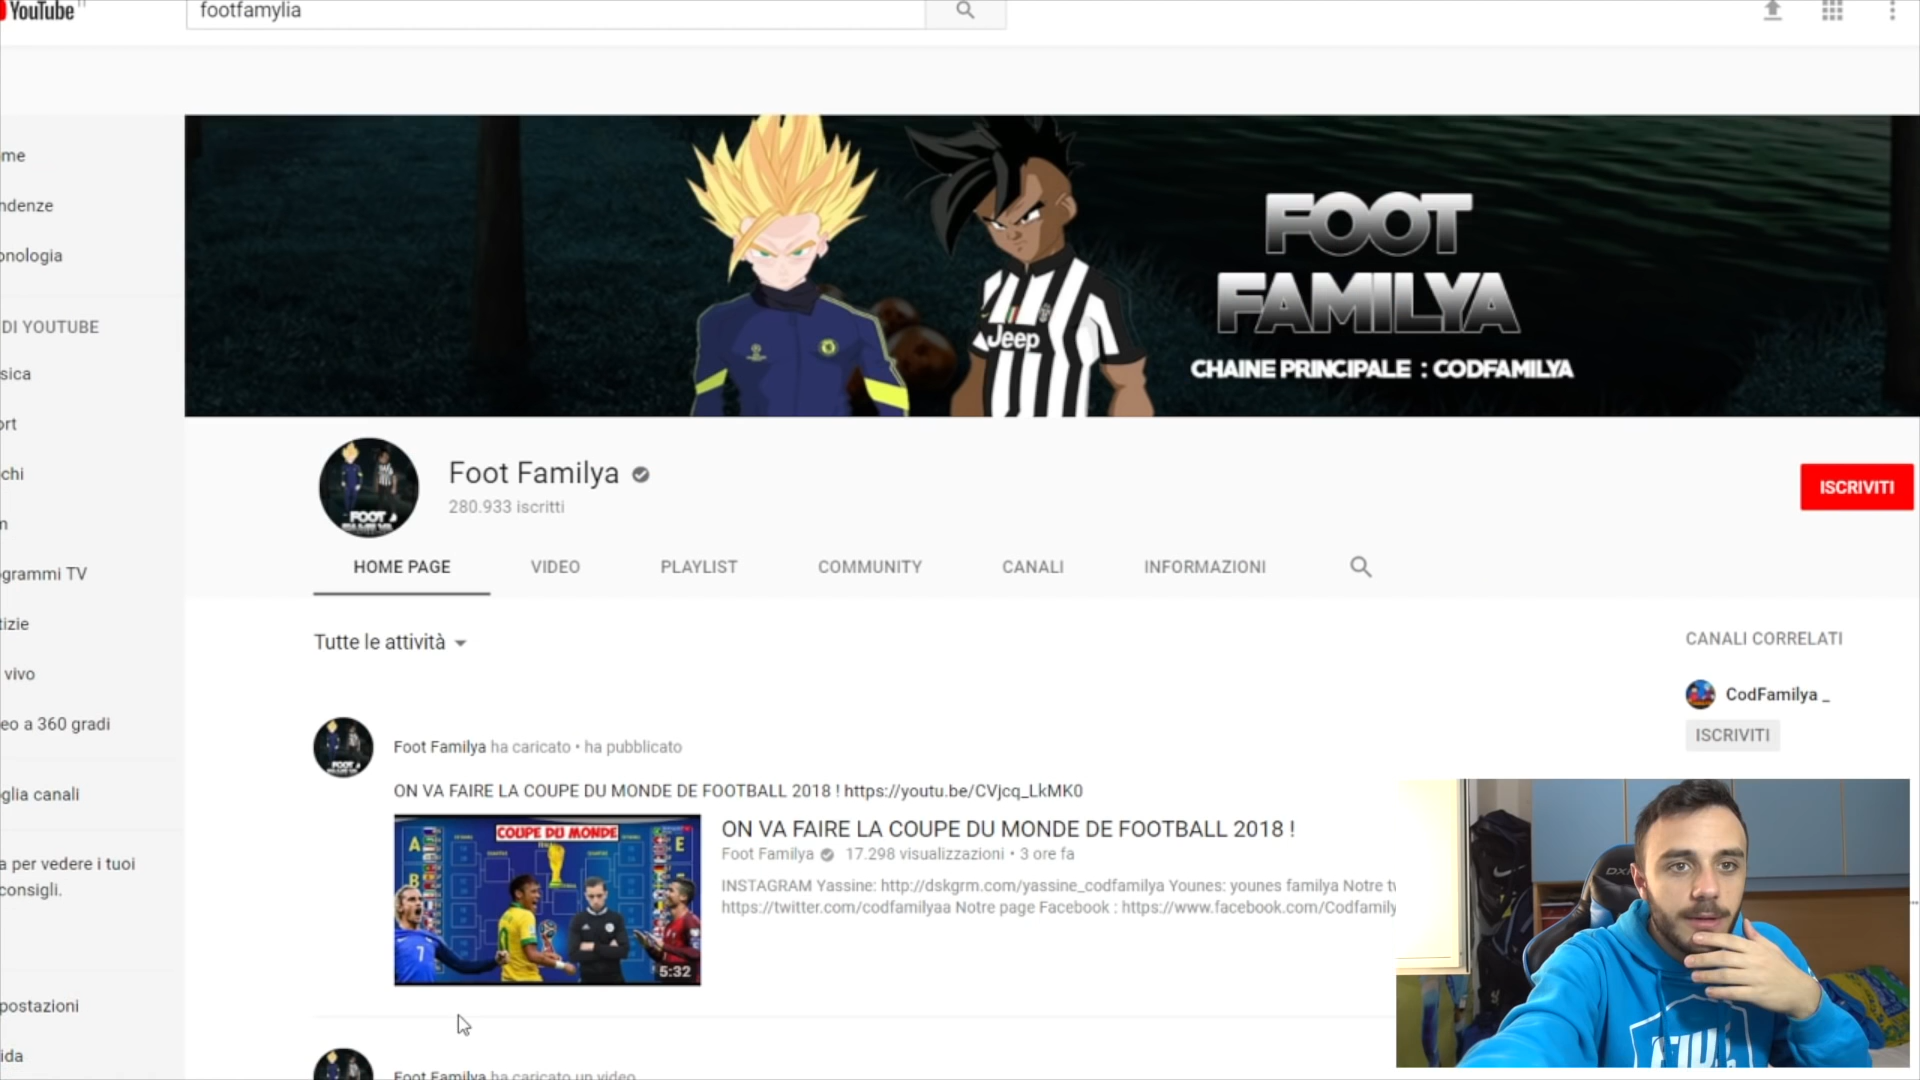 YouTube IT
footfamylia
me
ndenze
onologia
DI YOUTUBE
sica
ort
chi
m
grammi TV
tizie
vivo
eo a 360 gradi
glia canali
a per vedere i tuoi
consigli.
postazioni
ida
Jeep
FOOT
FAMILYA
CHAINE PRINCIPALE : CODFAMILYA
FOOT
Foot Familya
280.933 iscritti
ISCRIVITI
HOME PAGE
VIDEO
PLAYLIST
COMMUNITY
CANALI
INFORMAZIONI
Tutte le attività
CANALI CORRELATI
CodFamilya _
ISCRIVITI
Foot Familya ha caricato • ha pubblicato
ON VA FAIRE LA COUPE DU MONDE DE FOOTBALL 2018 ! https://youtu.be/CVjcq_LkMK0
COUPE DU MONDE
A
E
B
7
5:32
ON VA FAIRE LA COUPE DU MONDE DE FOOTBALL 2018 !
Foot Familya 17.298 visualizzazioni • 3 ore fa
INSTAGRAM Yassine: http://dskgrm.com/yassine_codfamilya Younes: younes familya Notre tw
https://twitter.com/codfamilyaa Notre page Facebook : https://www.facebook.com/Codfamily
Foot Familya ha caricato un video